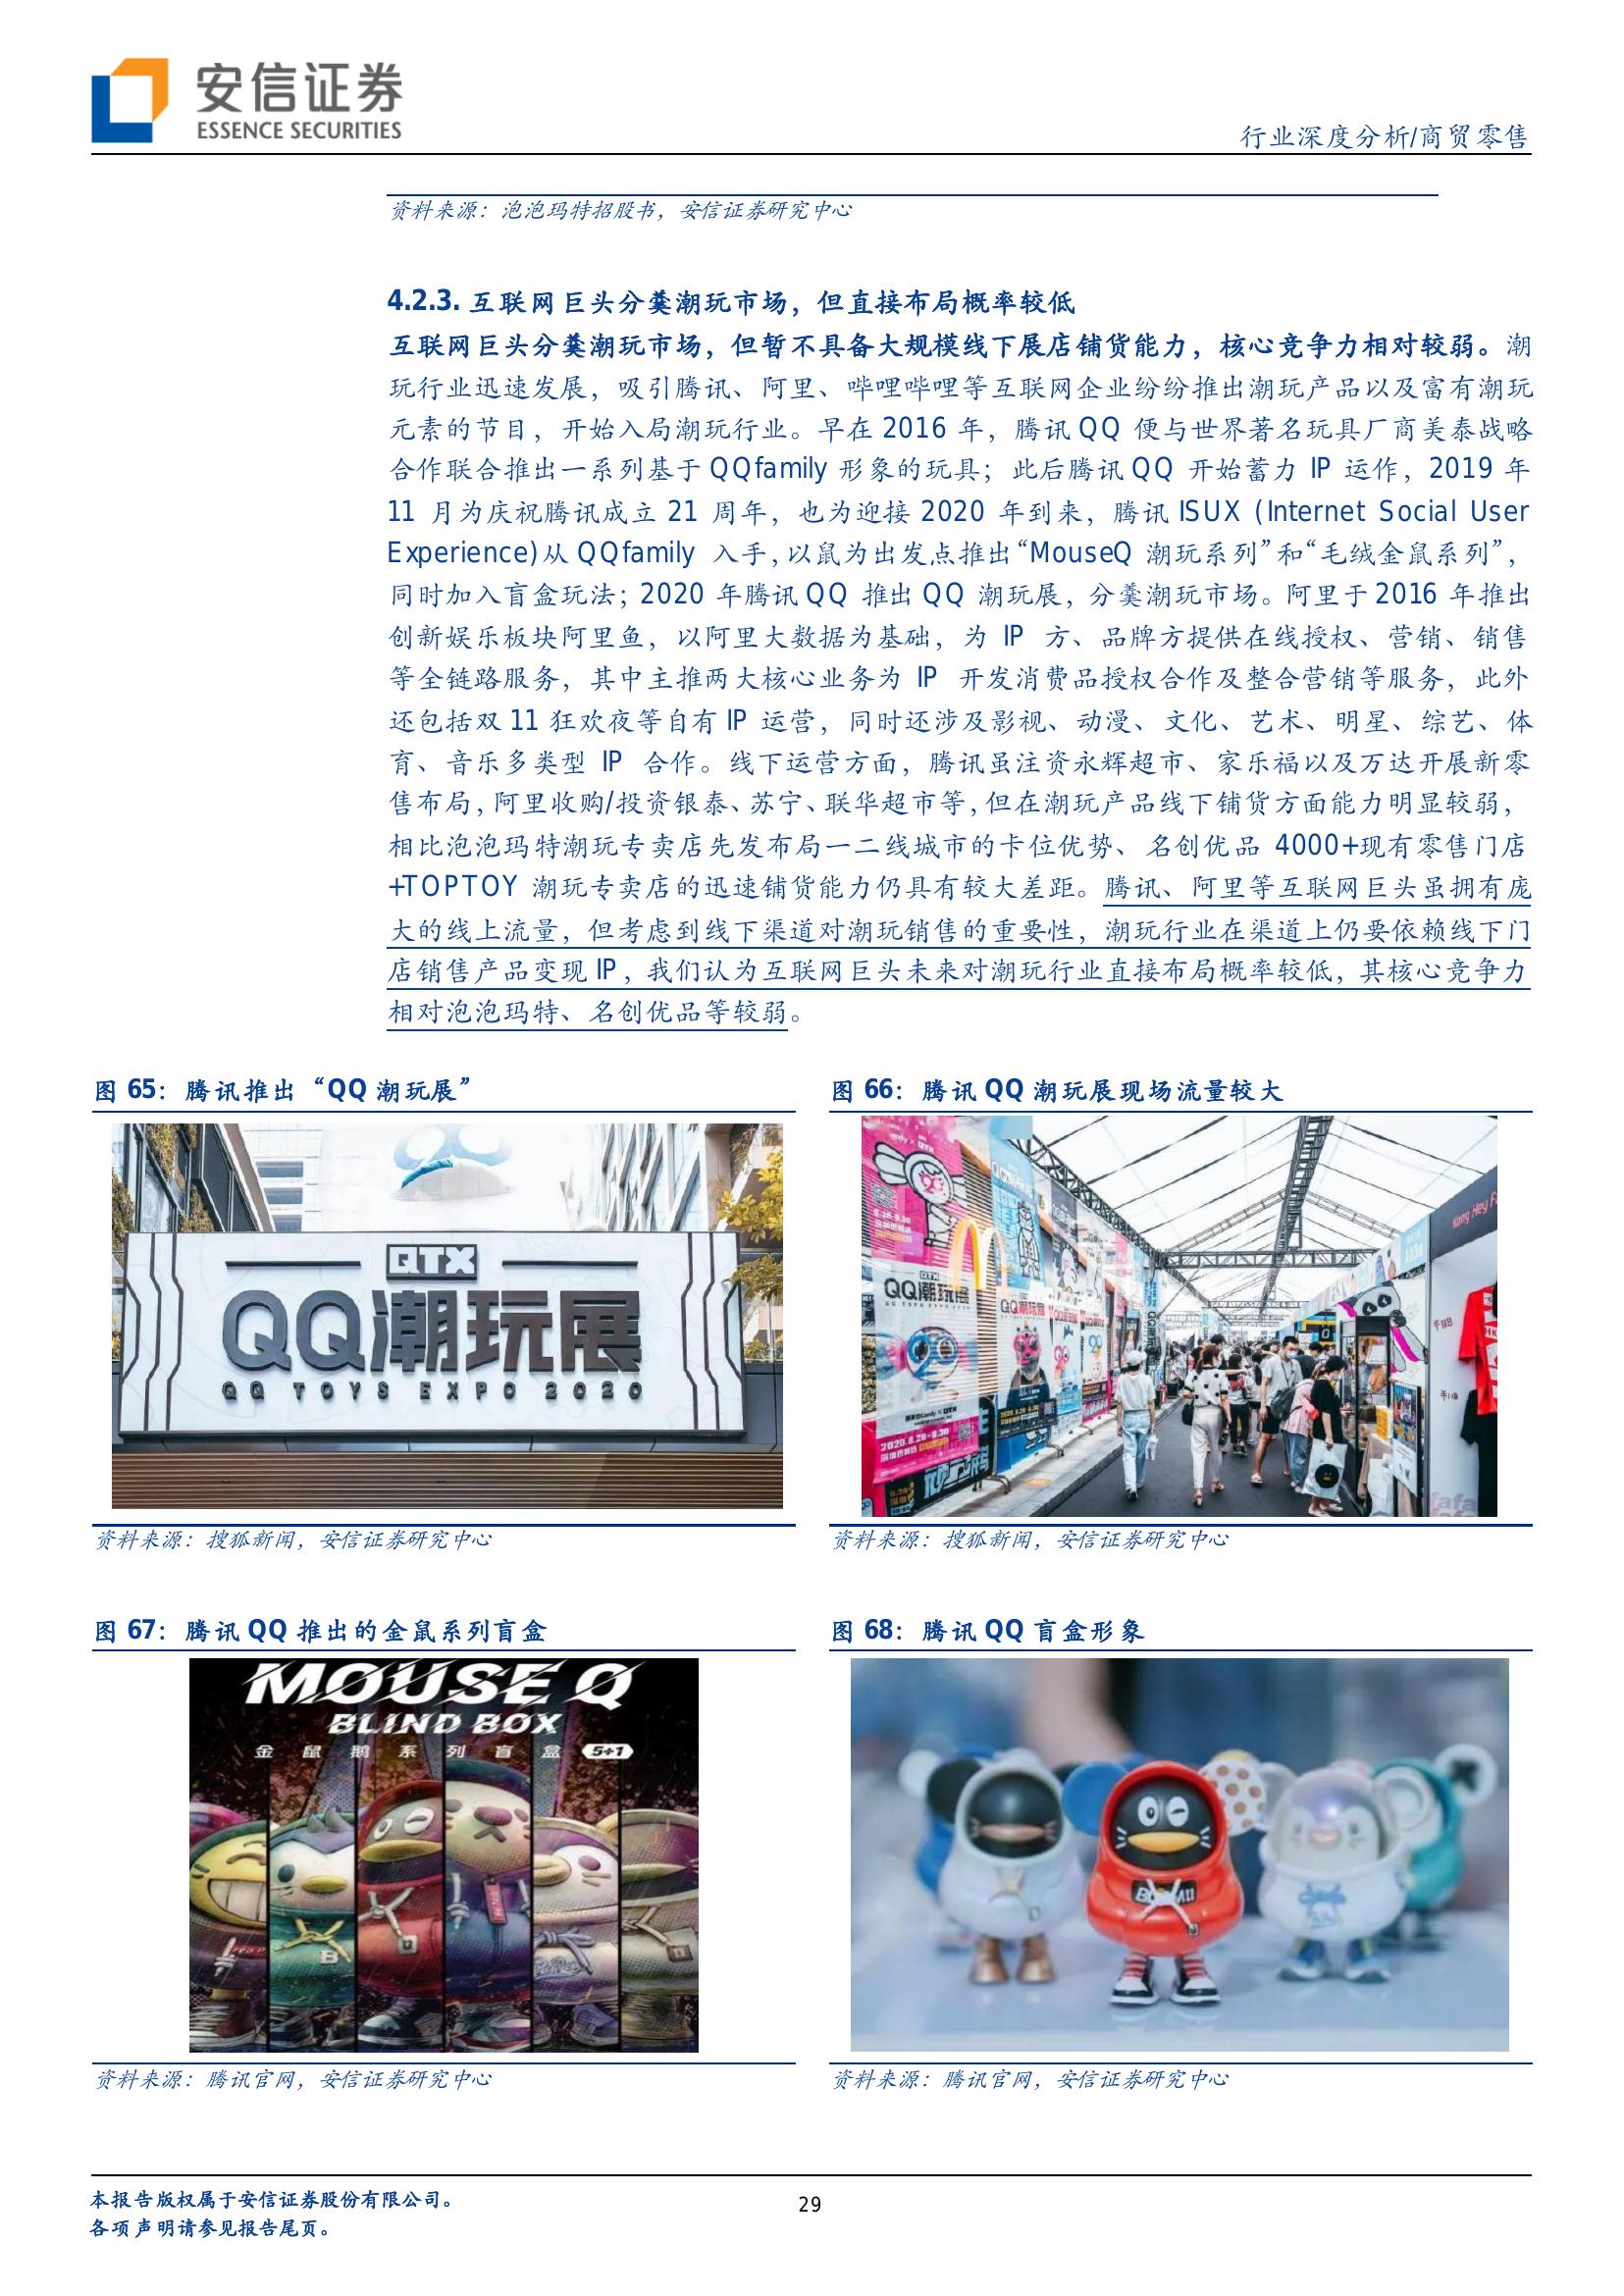 安信证券
ESSENCE SECURITIES
行业深度分析/商贸零售
资料来源：泡泡玛特招股书，安信证券研究中心
4.2.3. 互联网巨头分羹潮玩市场，但直接布局概率较低
互联网巨头分羹潮玩市场，但暂不具备大规模线下展店铺货能力，核心竞争力相对较弱。潮
玩行业迅速发展，吸引腾讯、阿里、哔哩哔哩等互联网企业纷纷推出潮玩产品以及富有潮玩
元素的节目，开始入局潮玩行业。早在 2016 年，腾讯 QQ 便与世界著名玩具厂商美泰战略
合作联合推出一系列基于 QQfamily 形象的玩具；此后腾讯 QQ 开始蓄力 IP 运作，2019 年
11 月为庆祝腾讯成立 21 周年，也为迎接 2020 年到来，腾讯 ISUX (Internet Social User
Experience)从 QQfamily 入手，以鼠为出发点推出“MouseQ 潮玩系列”和“毛绒金鼠系列”，
同时加入盲盒玩法；2020 年腾讯 QQ 推出 QQ 潮玩展，分羹潮玩市场。阿里于 2016 年推出
创新娱乐板块阿里鱼，以阿里大数据为基础，为 IP 方、品牌方提供在线授权、营销、销售
等全链路服务，其中主推两大核心业务为 IP 开发消费品授权合作及整合营销等服务，此外
还包括双 11 狂欢夜等自有 IP 运营，同时还涉及影视、动漫、文化、艺术、明星、综艺、体
育、音乐多类型 IP 合作。线下运营方面，腾讯虽注资永辉超市、家乐福以及万达开展新零
售布局，阿里收购/投资银泰、苏宁、联华超市等，但在潮玩产品线下铺货方面能力明显较弱，
相比泡泡玛特潮玩专卖店先发布局一二线城市的卡位优势、名创优品 4000+现有零售门店
+TOPTOY 潮玩专卖店的迅速铺货能力仍具有较大差距。腾讯、阿里等互联网巨头虽拥有庞
大的线上流量，但考虑到线下渠道对潮玩销售的重要性，潮玩行业在渠道上仍要依赖线下门
店销售产品变现 IP，我们认为互联网巨头未来对潮玩行业直接布局概率较低，其核心竞争力
相对泡泡玛特、名创优品等较弱。
图 65：腾讯推出“QQ 潮玩展”
图 66：腾讯 QQ 潮玩展现场流量较大
QTX
QQ潮玩展
QQ TOYS EXPO 2020
QQ潮玩展
2020.8.28-8.30
Kong Hey F
资料来源：搜狐新闻，安信证券研究中心
资料来源：搜狐新闻，安信证券研究中心
图 67：腾讯 QQ 推出的金鼠系列盲盒
图 68：腾讯 QQ 盲盒形象
MOUSE Q
BLIND BOX
金鼠鹅系列盲盒 5+1
B
资料来源：腾讯官网，安信证券研究中心
资料来源：腾讯官网，安信证券研究中心
本报告版权属于安信证券股份有限公司。
各项声明请参见报告尾页。
29